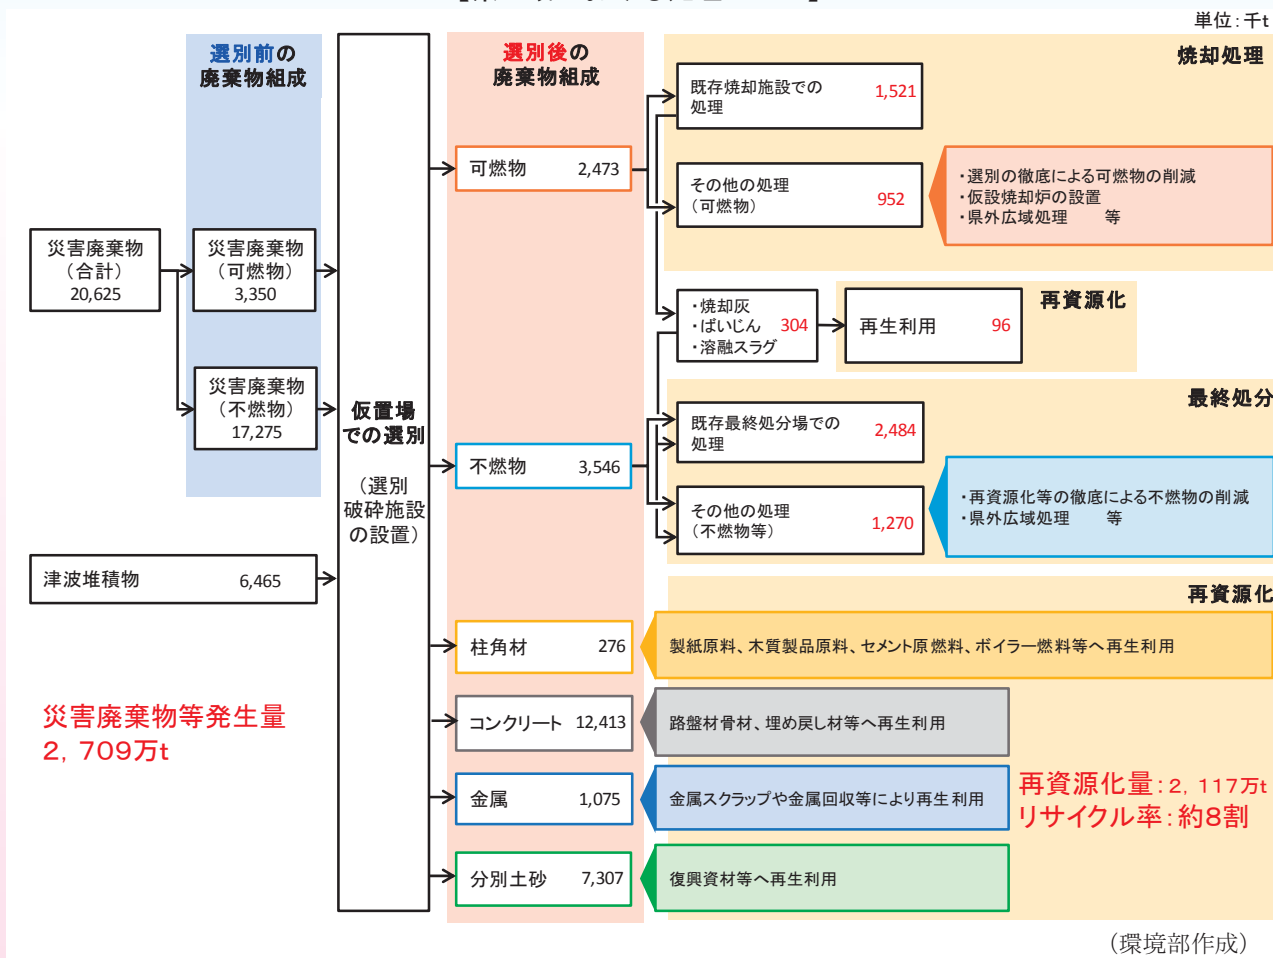 単位：千t
選別前の
廃棄物組成
選別後の
廃棄物組成
焼却処理
既存焼却施設での
処理
1,521
可燃物 2,473
その他の処理
（可燃物）
952
・選別の徹底による可燃物の削減
・仮設焼却炉の設置
・県外広域処理　等
災害廃棄物
（合計）
20,625
災害廃棄物
（可燃物）
3,350
災害廃棄物
（不燃物）
17,275
仮置場
での選別
（選別
破砕施設
の設置）
・焼却灰
・ばいじん
・溶融スラグ
304
再生利用 96
再資源化
最終処分
既存最終処分場での
処理
2,484
不燃物 3,546
その他の処理
（不燃物等）
1,270
・再資源化等の徹底による不燃物の削減
・県外広域処理　等
津波堆積物 6,465
再資源化
柱角材 276
製紙原料、木質製品原料、セメント原燃料、ボイラー燃料等へ再生利用
災害廃棄物等発生量
2，709万t
コンクリート 12,413
路盤材骨材、埋め戻し材等へ再生利用
金属 1,075
金属スクラップや金属回収等により再生利用
再資源化量：2，117万t
リサイクル率：約8割
分別土砂 7,307
復興資材等へ再生利用
（環境部作成）